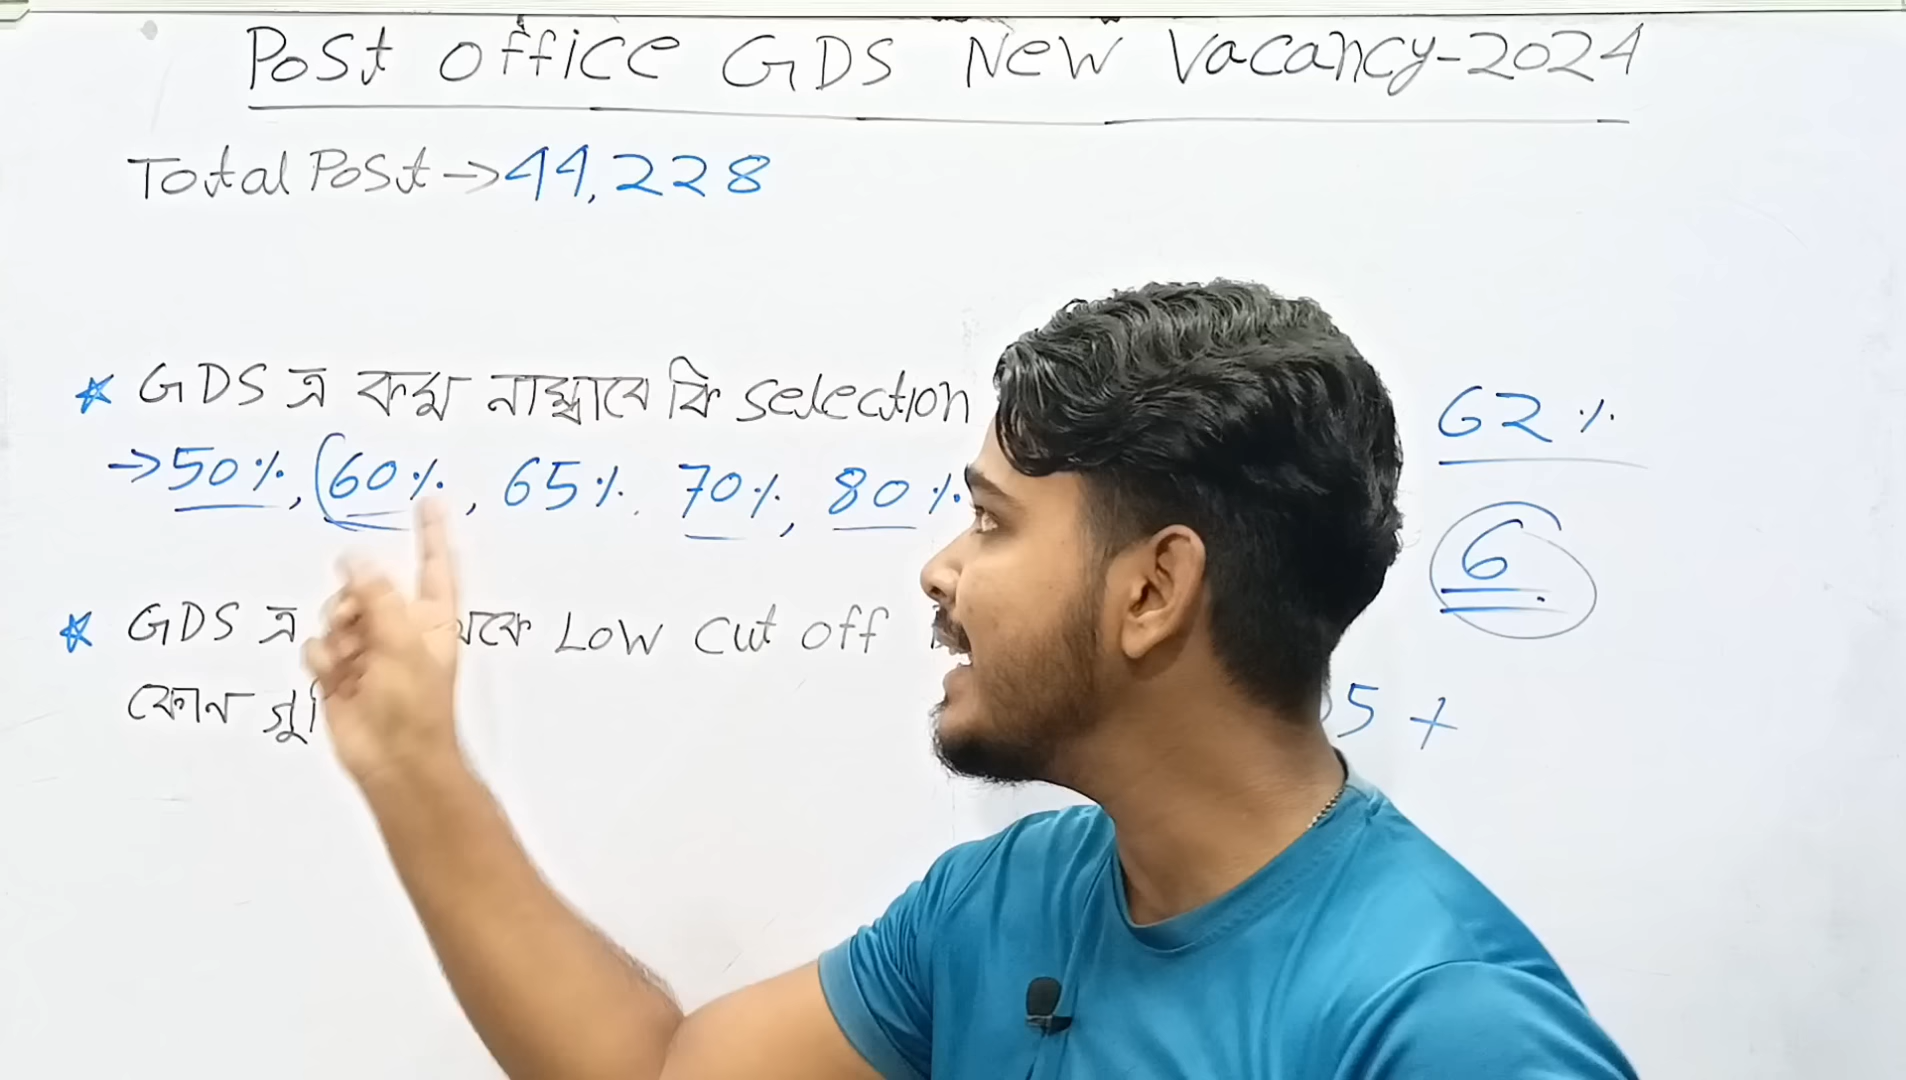 Post office GDS New Vacancy-2024
Total Post → 44,228
★ GDS এ কম নাম্বাবে কি selection
62%
→ 50%, (60%, 65%. 70%, 80%.
6.
★ GDS এ থেকে Low cut off
কোন 5 +